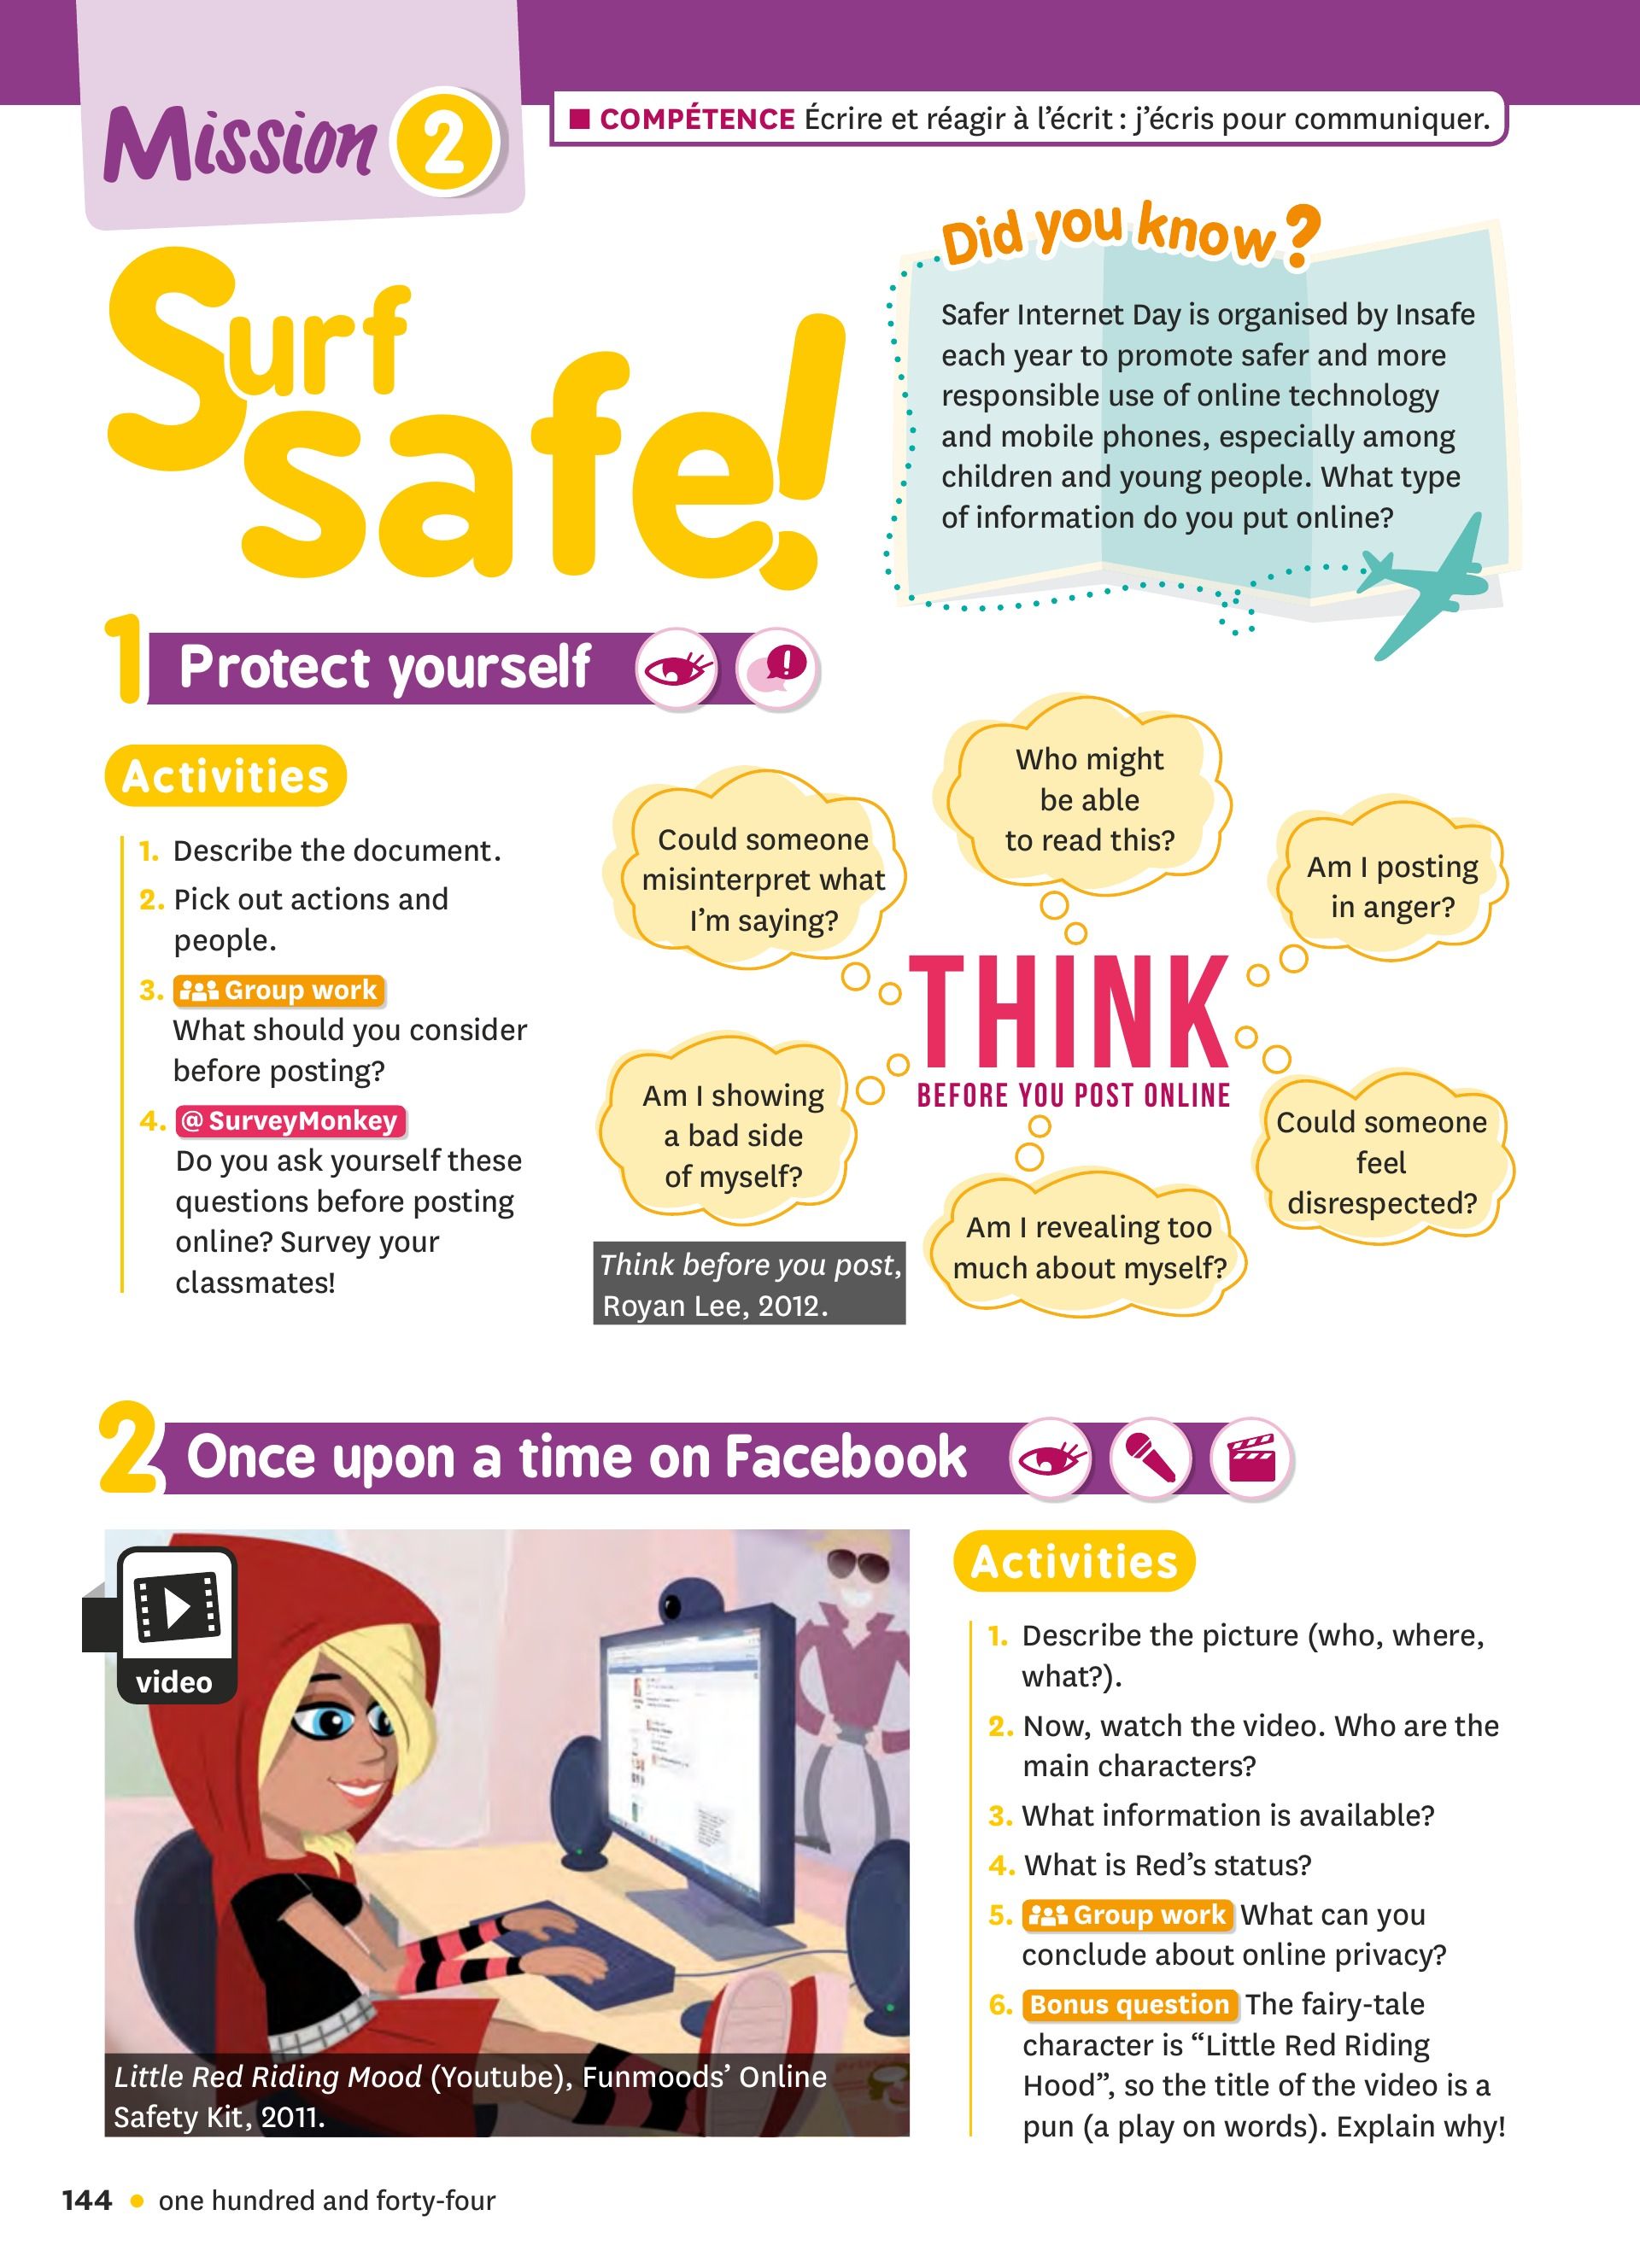 Mission 2
■ COMPÉTENCE Écrire et réagir à l'écrit : j'écris pour communiquer.
Surf
safe!
Did you know?
Safer Internet Day is organised by Insafe
each year to promote safer and more
responsible use of online technology
and mobile phones, especially among
children and young people. What type
of information do you put online?
1 Protect yourself
Activities
1. Describe the document.
2. Pick out actions and
people.
3. Group work
What should you consider
before posting?
4. @ SurveyMonkey
Do you ask yourself these
questions before posting
online? Survey your
classmates!
Could someone
misinterpret what
I'm saying?
Who might
be able
to read this?
Am I posting
in anger?
THINK
BEFORE YOU POST ONLINE
Am I showing
a bad side
of myself?
Could someone
feel
disrespected?
Am I revealing too
much about myself?
Think before you post,
Royan Lee, 2012.
2 Once upon a time on Facebook
video
Little Red Riding Mood (Youtube), Funmoods' Online
Safety Kit, 2011.
Activities
1. Describe the picture (who, where,
what?).
2. Now, watch the video. Who are the
main characters?
3. What information is available?
4. What is Red's status?
5. Group work What can you
conclude about online privacy?
6. Bonus question The fairy-tale
character is “Little Red Riding
Hood”, so the title of the video is a
pun (a play on words). Explain why!
144 • one hundred and forty-four